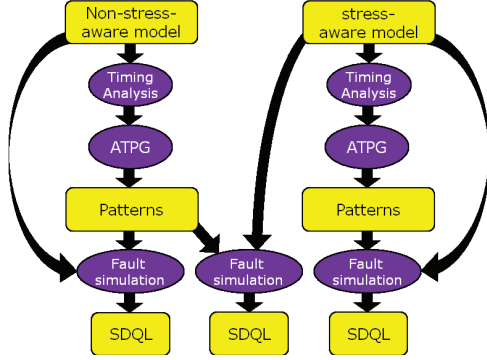 Non-stress-
aware model
stress-
aware model
Timing
Analysis
Timing
Analysis
ATPG
ATPG
Patterns
Patterns
Fault
simulation
Fault
simulation
Fault
simulation
SDQL
SDQL
SDQL